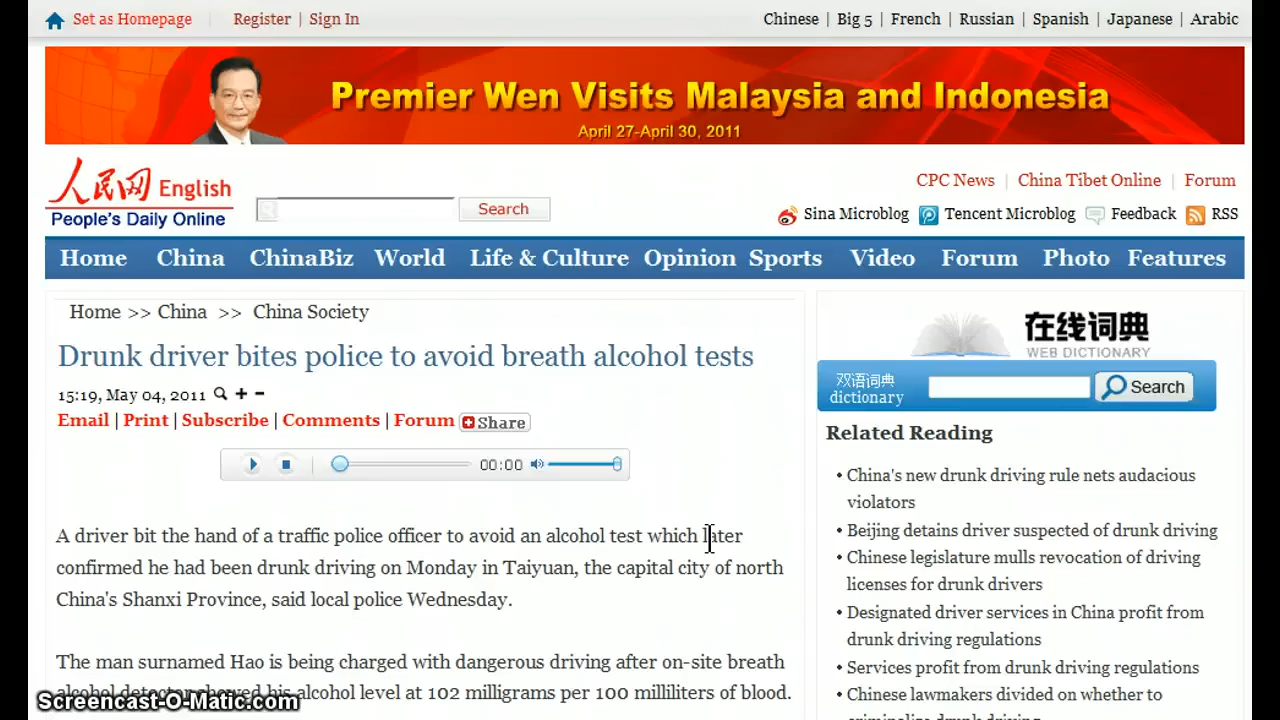 Set as Homepage Register | Sign In Chinese | Big 5 | French | Russian | Spanish | Japanese | Arabic
Premier Wen Visits Malaysia and Indonesia
April 27-April 30, 2011
人民网 English
People's Daily Online
Search
CPC News | China Tibet Online | Forum
Sina Microblog Tencent Microblog Feedback RSS
Home China ChinaBiz World Life & Culture Opinion Sports Video Forum Photo Features
Home >> China >> China Society
Drunk driver bites police to avoid breath alcohol tests
15:19, May 04, 2011 + -
Email | Print | Subscribe | Comments | Forum Share
00:00
A driver bit the hand of a traffic police officer to avoid an alcohol test which later
confirmed he had been drunk driving on Monday in Taiyuan, the capital city of north
China's Shanxi Province, said local police Wednesday.
The man surnamed Hao is being charged with dangerous driving after on-site breath
alcohol detector showed his alcohol level at 102 milligrams per 100 milliliters of blood.
在线词典
WEB DICTIONARY
双语词典
dictionary
Search
Related Reading
• China's new drunk driving rule nets audacious
violators
• Beijing detains driver suspected of drunk driving
• Chinese legislature mulls revocation of driving
licenses for drunk drivers
• Designated driver services in China profit from
drunk driving regulations
• Services profit from drunk driving regulations
• Chinese lawmakers divided on whether to
criminalize drunk driving
Screencast-O-Matic.com